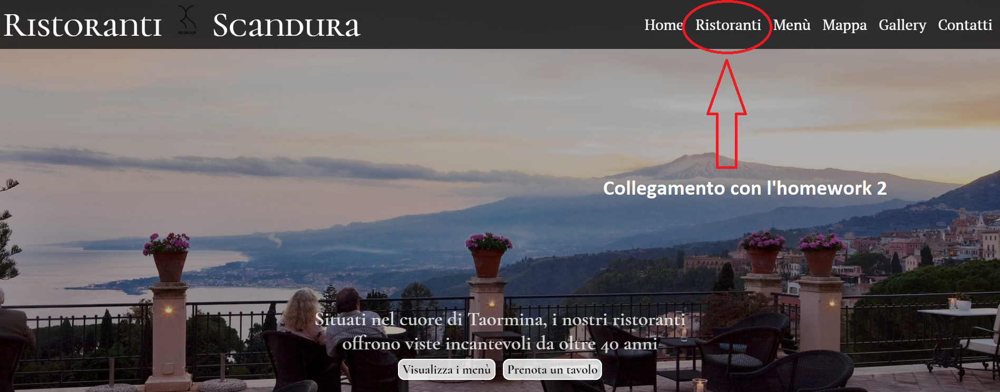 Ristoranti RS GROUP Scandura
Home Ristoranti Menù Mappa Gallery Contatti
Collegamento con l'homework 2
Situati nel cuore di Taormina, i nostri ristoranti
offrono viste incantevoli da oltre 40 anni
Visualizza i menù Prenota un tavolo